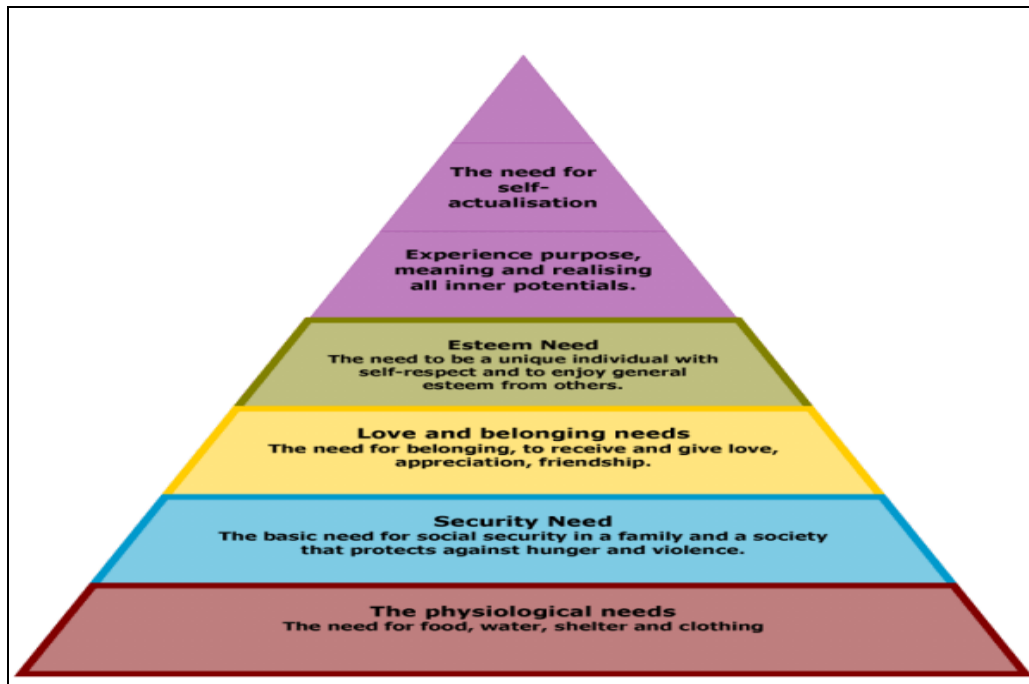 The need for
self-
actualisation
Experience purpose,
meaning and realising
all inner potentials.
Esteem Need
The need to be a unique individual with
self-respect and to enjoy general
esteem from others.
Love and belonging needs
The need for belonging, to receive and give love,
appreciation, friendship.
Security Need
The basic need for social security in a family and a society
that protects against hunger and violence.
The physiological needs
The need for food, water, shelter and clothing